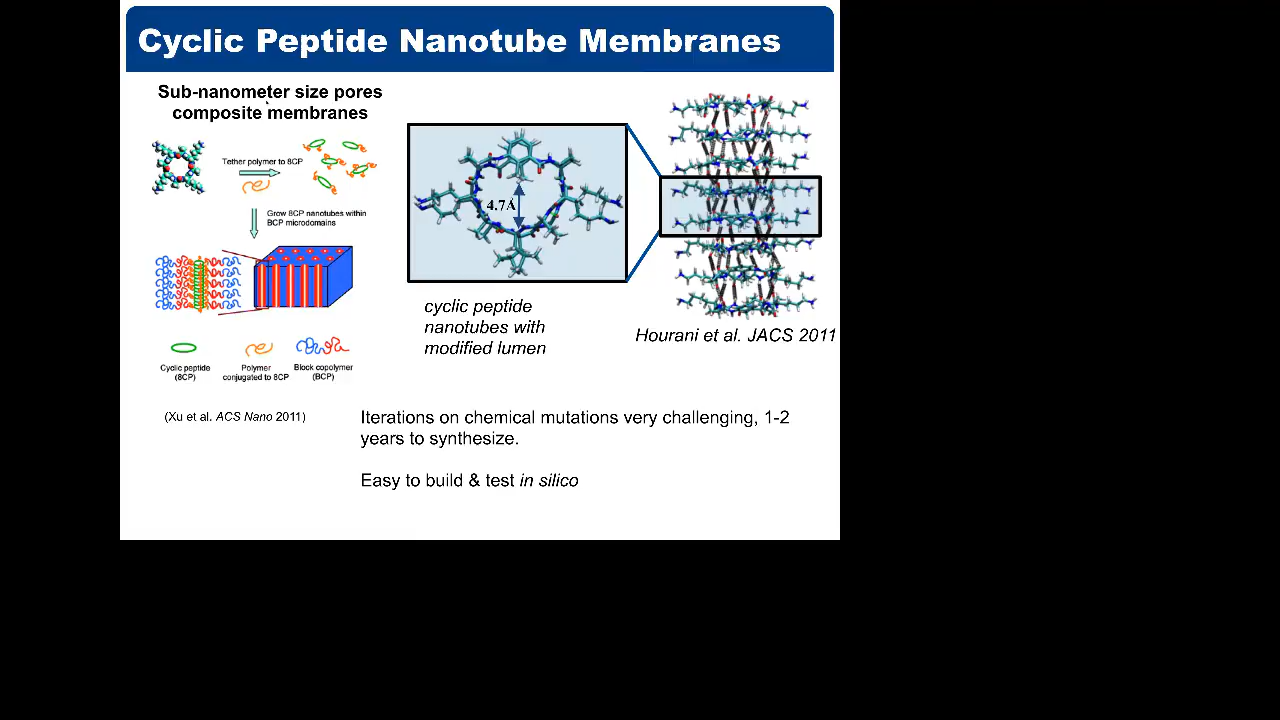 Cyclic Peptide Nanotube Membranes
Sub-nanometer size pores
composite membranes
Tether polymer to 8CP
Grow 8CP nanotubes within
BCP microdomains
Cyclic peptide
(8CP)
Polymer
conjugated to 8CP
Block copolymer
(BCP)
(Xu et al. ACS Nano 2011)
4.7Å
cyclic peptide
nanotubes with
modified lumen
Hourani et al. JACS 2011
Iterations on chemical mutations very challenging, 1-2
years to synthesize.
Easy to build & test in silico